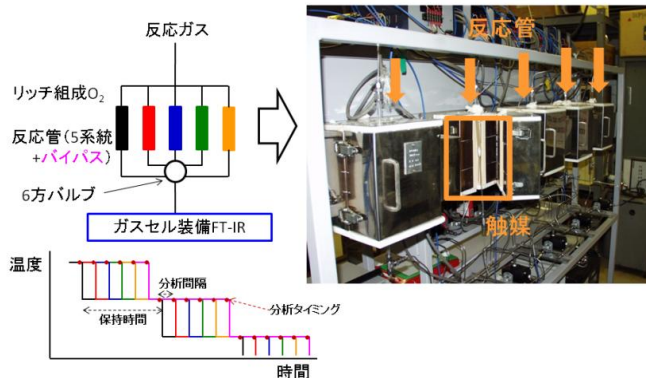 反応ガス
リッチ組成O₂
反応管(5系統
+バイパス)
6方バルブ
ガスセル装備FT-IR
反応管
触媒
温度
分析間隔
保持時間
分析タイミング
時間